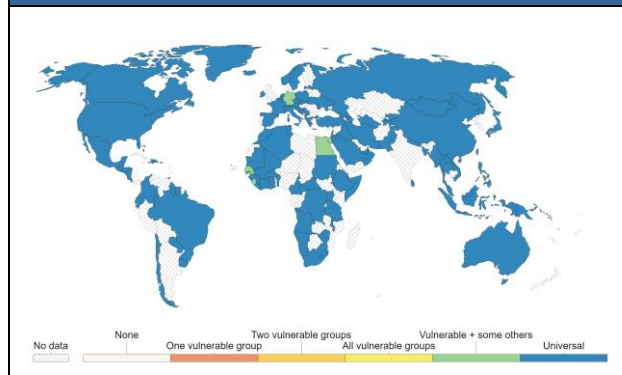 None
Two vulnerable groups
Vulnerable + some others
No data
One vulnerable group
All vulnerable groups
Universal